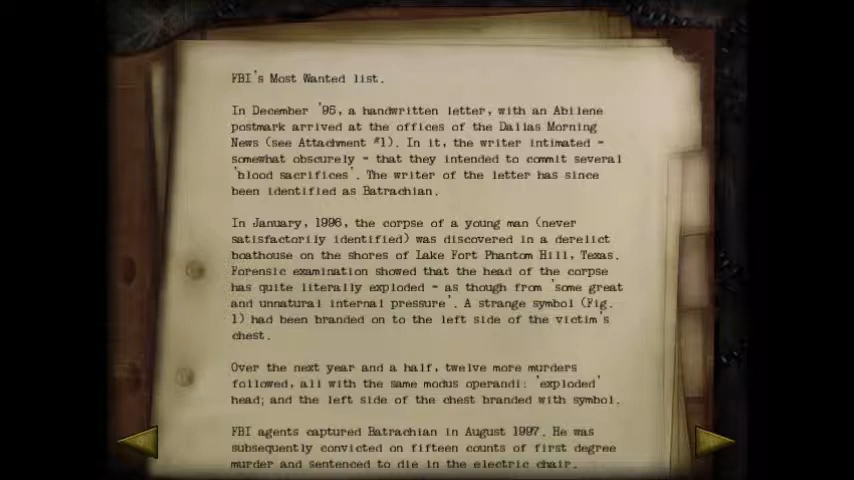 FBI's Most Wanted list.
In December '95, a handwritten letter, with an Abilene
postmark arrived at the offices of the Dallas Morning
News (see Attachment #1). In it, the writer intimated -
somewhat obscurely - that they intended to commit several
'blood sacrifices'. The writer of the letter has since
been identified as Batrachian.
In January, 1996, the corpse of a young man (never
satisfactorily identified) was discovered in a derelict
boathouse on the shores of Lake Fort Phantom Hill, Texas.
Forensic examination showed that the head of the corpse
has quite literally exploded - as though from 'some great
and unnatural internal pressure'. A strange symbol (Fig.
1) had been branded on to the left side of the victim's
chest.
Over the next year and a half, twelve more murders
followed, all with the same modus operandi: 'exploded'
head; and the left side of the chest branded with symbol.
FBI agents captured Batrachian in August 1997. He was
subsequently convicted on fifteen counts of first degree
murder and sentenced to die in the electric chair.